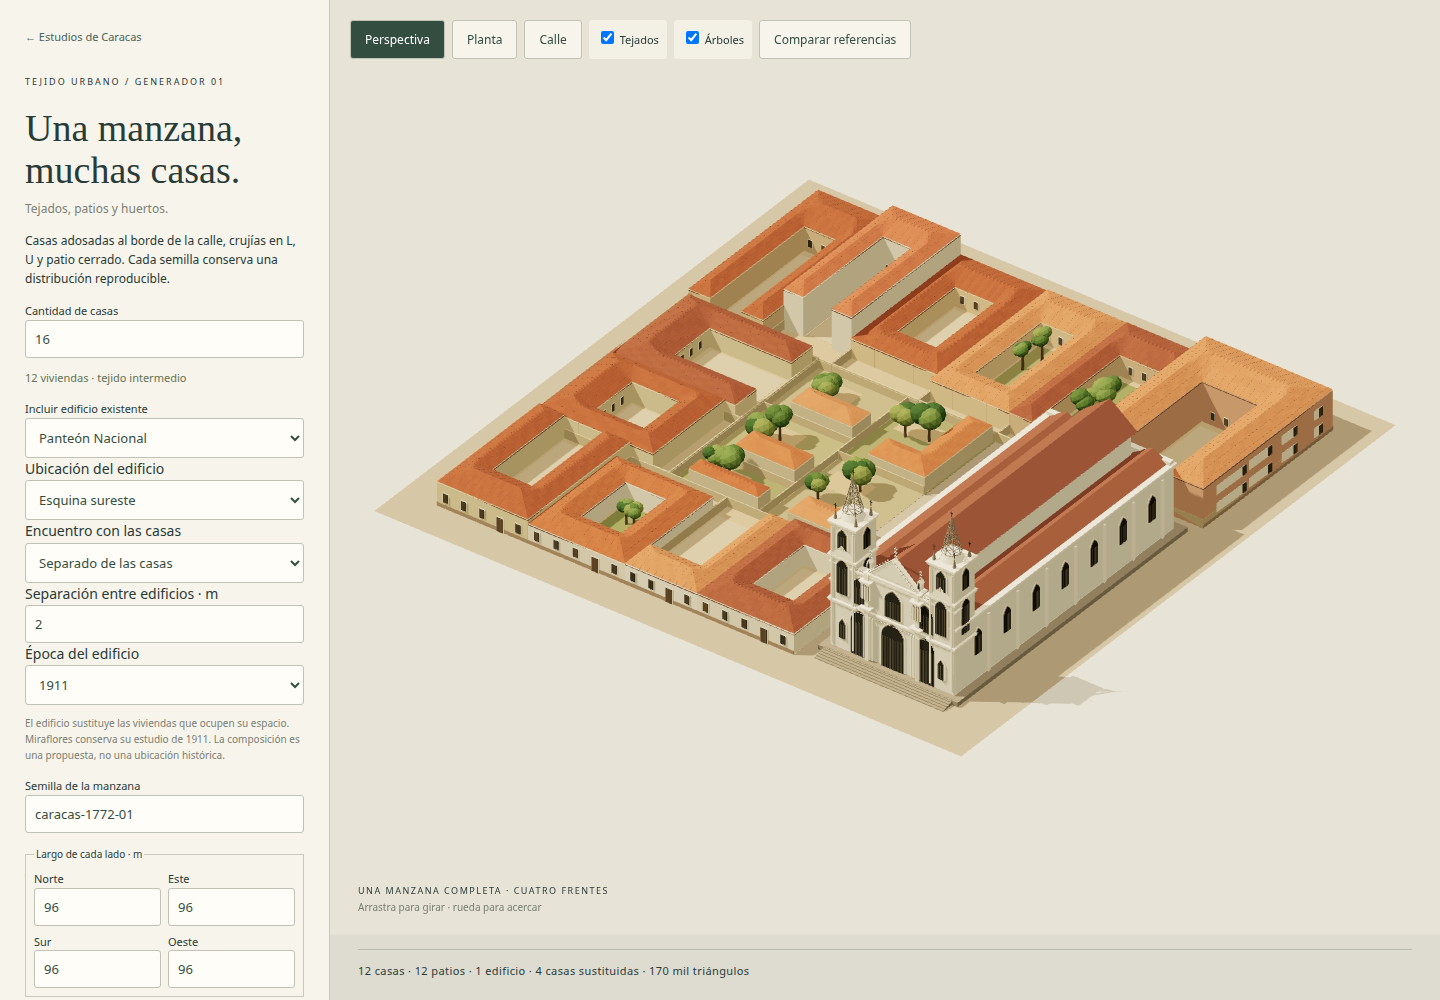 ← Estudios de Caracas
TEJIDO URBANO / GENERADOR 01
Una manzana,
muchas casas.
Tejados, patios y huertos.
Casas adosadas al borde de la calle, crujías en L,
U y patio cerrado. Cada semilla conserva una
distribución reproducible.
Cantidad de casas
16
12 viviendas · tejido intermedio
Incluir edificio existente
Panteón Nacional
Ubicación del edificio
Esquina sureste
Encuentro con las casas
Separado de las casas
Separación entre edificios · m
2
Época del edificio
1911
El edificio sustituye las viviendas que ocupen su espacio.
Miraflores conserva su estudio de 1911. La composición es
una propuesta, no una ubicación histórica.
Semilla de la manzana
caracas-1772-01
Largo de cada lado · m
Norte Este
96 96
Sur Oeste
96 96
Perspectiva Planta Calle Tejados Árboles Comparar referencias
UNA MANZANA COMPLETA · CUATRO FRENTES
Arrastra para girar · rueda para acercar
12 casas · 12 patios · 1 edificio · 4 casas sustituidas · 170 mil triángulos